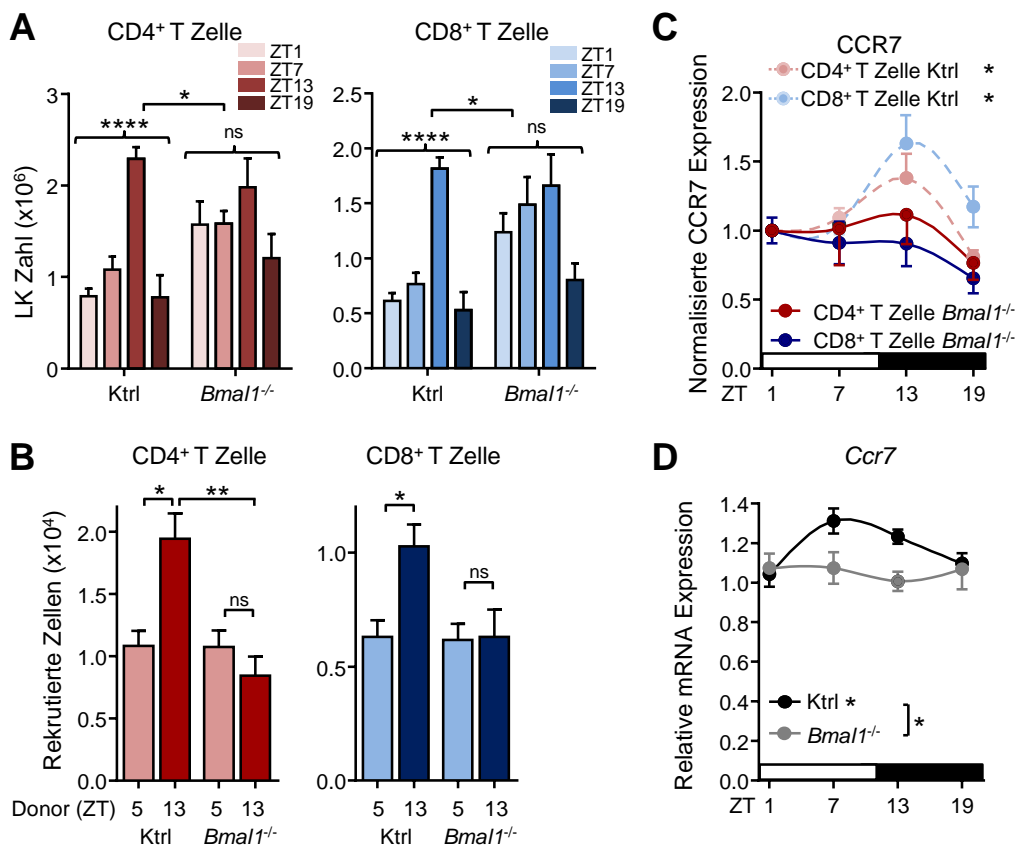 A
CD4⁺ T Zelle
ZT1
ZT7
ZT13
ZT19
*
****
ns
LK Zahl (x10⁶)
3
2
1
0
Ktrl
Bmal1⁻/⁻
CD8⁺ T Zelle
ZT1
ZT7
ZT13
ZT19
*
****
ns
2.5
2.0
1.5
1.0
0.5
0.0
Ktrl
Bmal1⁻/⁻
C
CCR7
CD4⁺ T Zelle Ktrl *
CD8⁺ T Zelle Ktrl *
Normalisierte CCR7 Expression
2.0
1.5
1.0
0.5
0.0
CD4⁺ T Zelle Bmal1⁻/⁻
CD8⁺ T Zelle Bmal1⁻/⁻
ZT 1 7 13 19
B
CD4⁺ T Zelle
* **
ns
Rekrutierte Zellen (x10⁴)
2.0
1.5
1.0
0.5
0.0
Donor (ZT) 5 13 5 13
Ktrl Bmal1⁻/⁻
CD8⁺ T Zelle
*
ns
1.0
0.5
0.0
5 13 5 13
Ktrl Bmal1⁻/⁻
D
Ccr7
Relative mRNA Expression
1.4
1.2
1.0
0.4
0.4
0.2
0.0
Ktrl *
Bmal1⁻/⁻
*
ZT 1 7 13 19